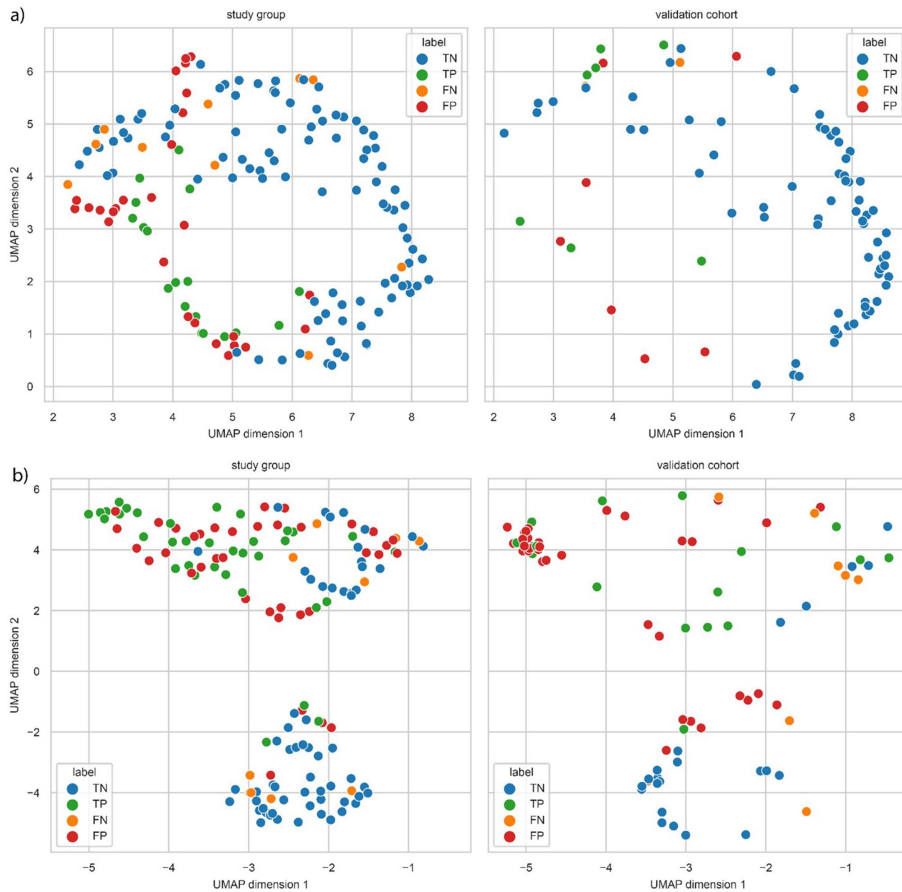 a)
study group
validation cohort
label
TN
TP
FN
FP
label
TN
TP
FN
FP
UMAP dimension 2
6
5
4
3
2
1
0
2 3 4 5 6 7 8
2 3 4 5 6 7 8
UMAP dimension 1
UMAP dimension 1
b)
study group
validation cohort
UMAP dimension 2
6
4
2
0
−2
−4
label
TN
TP
FN
FP
label
TN
TP
FN
FP
−5 −4 −3 −2 −1
−5 −4 −3 −2 −1
UMAP dimension 1
UMAP dimension 1